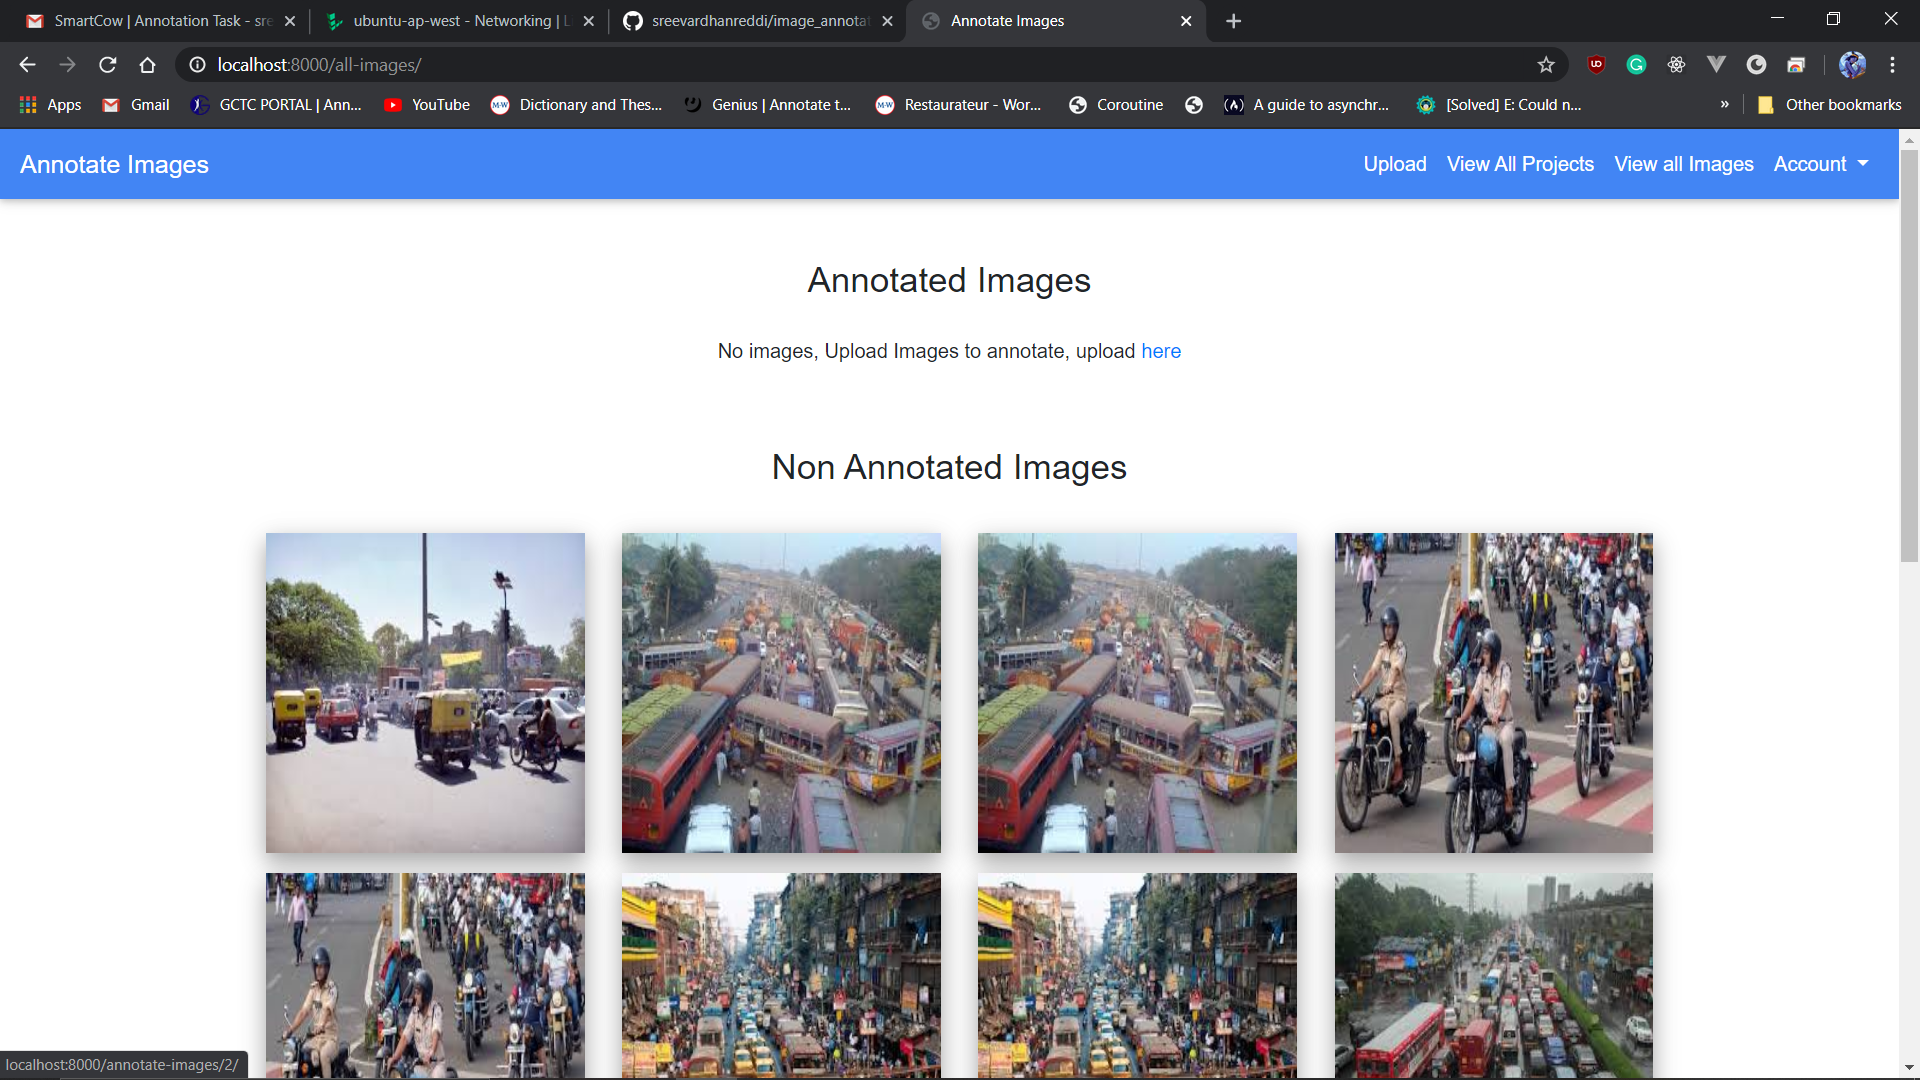 SmartCow | Annotation Task - sre
ubuntu-ap-west - Networking | L
sreevardhanreddi/image_annotat
Annotate Images
localhost:8000/all-images/
Apps
Gmail
GCTC PORTAL | Ann...
YouTube
Dictionary and Thes...
Genius | Annotate t...
Restaurateur - Wor...
Coroutine
A guide to asynchr...
[Solved] E: Could n...
»
Other bookmarks
Annotate Images
Upload
View All Projects
View all Images
Account
Annotated Images
No images, Upload Images to annotate, upload here
Non Annotated Images
localhost:8000/annotate-images/2/